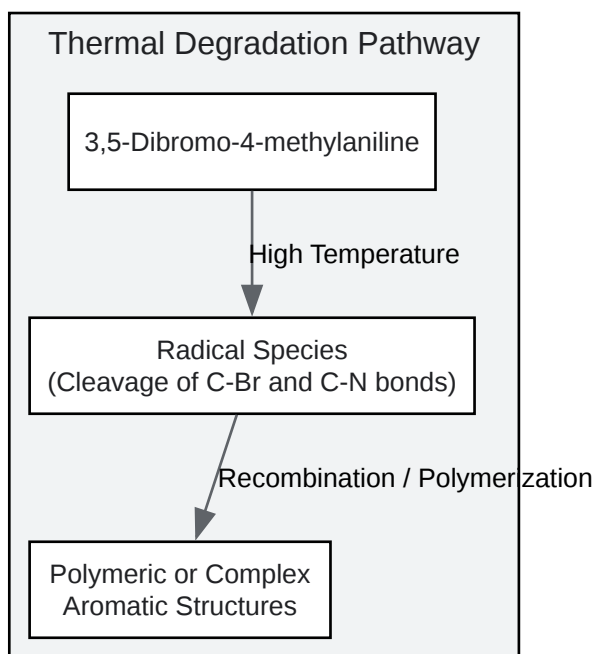 Thermal Degradation Pathway
3,5-Dibromo-4-methylaniline
High Temperature
Radical Species
(Cleavage of C-Br and C-N bonds)
Recombination / Polymerization
Polymeric or Complex
Aromatic Structures